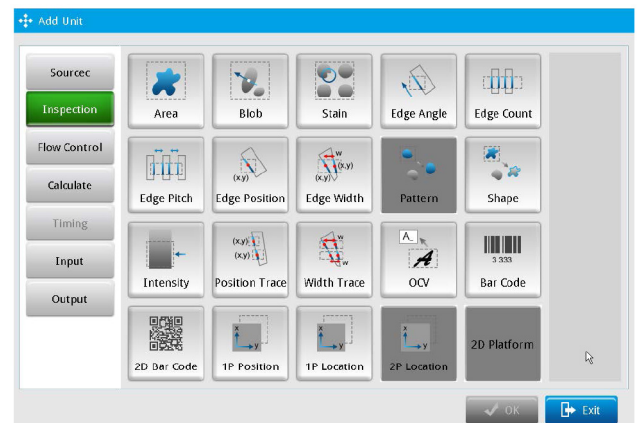 Add Unit
Sourcec
Inspection
Flow Control
Calculate
Timing
Input
Output
Area
Blob
Stain
Edge Angle
Edge Count
Edge Pitch
(x,y)
Edge Position
w
(x,y)
(x,y)
Edge Width
Pattern
Shape
Intensity
(x,y)
(x,y)
Position Trace
w
w
Width Trace
A_
A
OCV
3 333
Bar Code
2D Bar Code
x
y
1P Position
x
y
1P Location
x
y
2P Location
2D Platform
OK
Exit